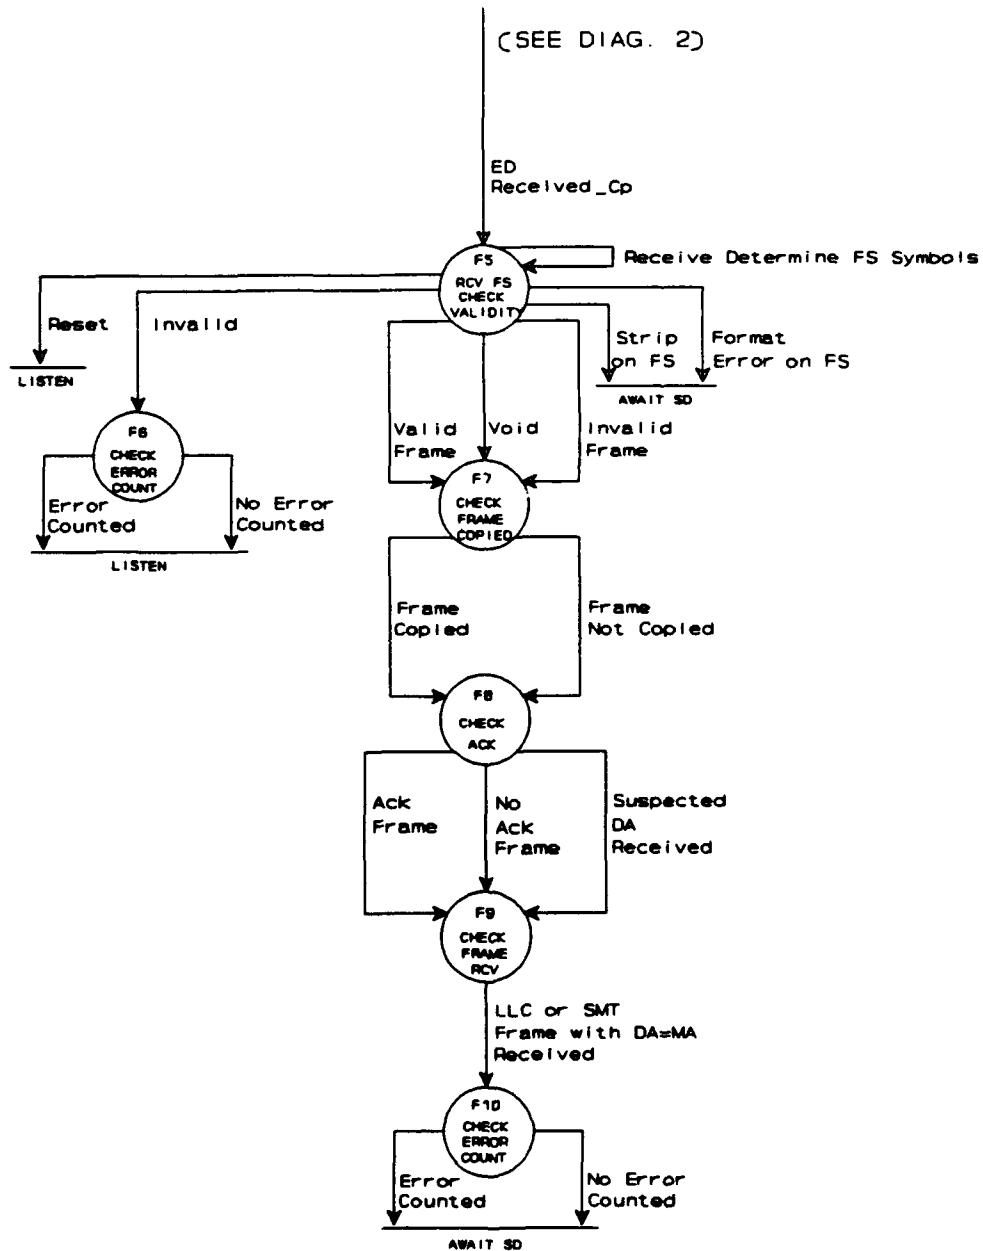 (SEE DIAG. 2)
ED
Received_Cp
F5
RCV FS
CHECK
VALIDITY
Receive Determine FS Symbols
Reset
Invalid
Strip
on FS
Format
Error on FS
LISTEN
AWAIT SD
F6
CHECK
ERROR
COUNT
Valid
Frame
Void
Invalid
Frame
Error
Counted
No Error
Counted
LISTEN
F7
CHECK
FRAME
COPIED
Frame
Copied
Frame
Not Copied
F8
CHECK
ACK
Ack
Frame
No
Ack
Frame
Suspected
DA
Received
F9
CHECK
FRAME
RCV
LLC or SMT
Frame with DA=MA
Received
F10
CHECK
ERROR
COUNT
Error
Counted
No Error
Counted
AWAIT SD